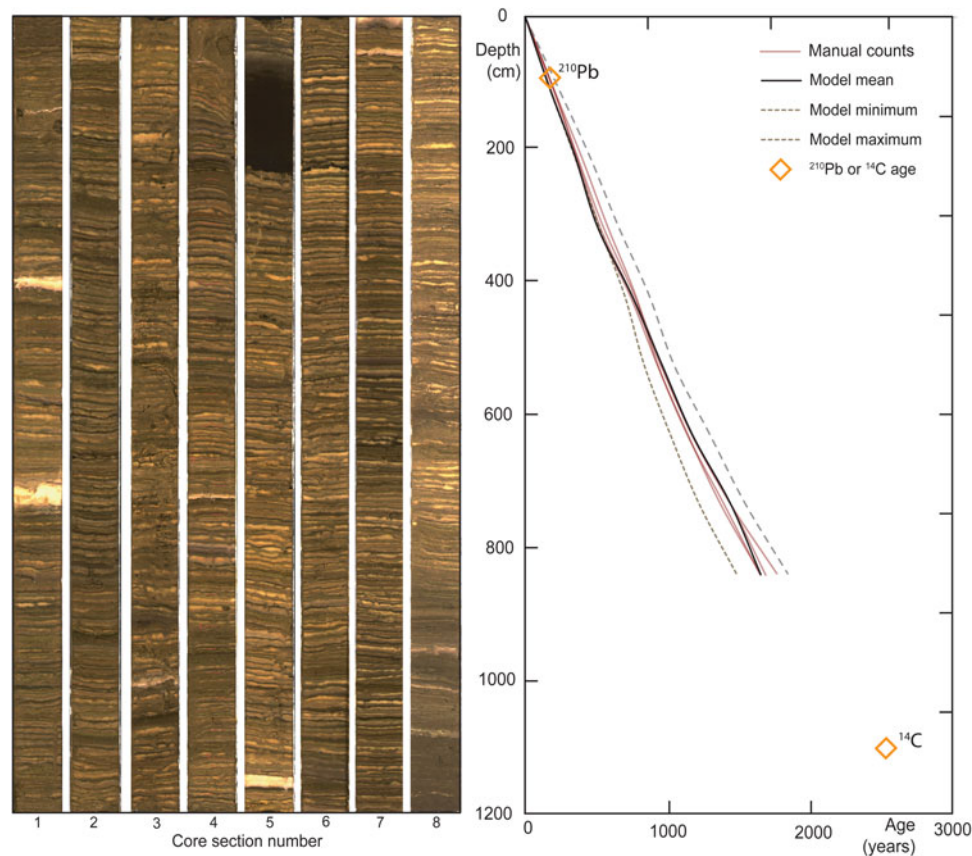 1 2 3 4 5 6 7 8
Core section number
0
200
400
600
800
1000
1200
Depth
(cm)
²¹⁰Pb
Manual counts
Model mean
Model minimum
Model maximum
²¹⁰Pb or ¹⁴C age
¹⁴C
0 1000 2000 Age 3000
(years)